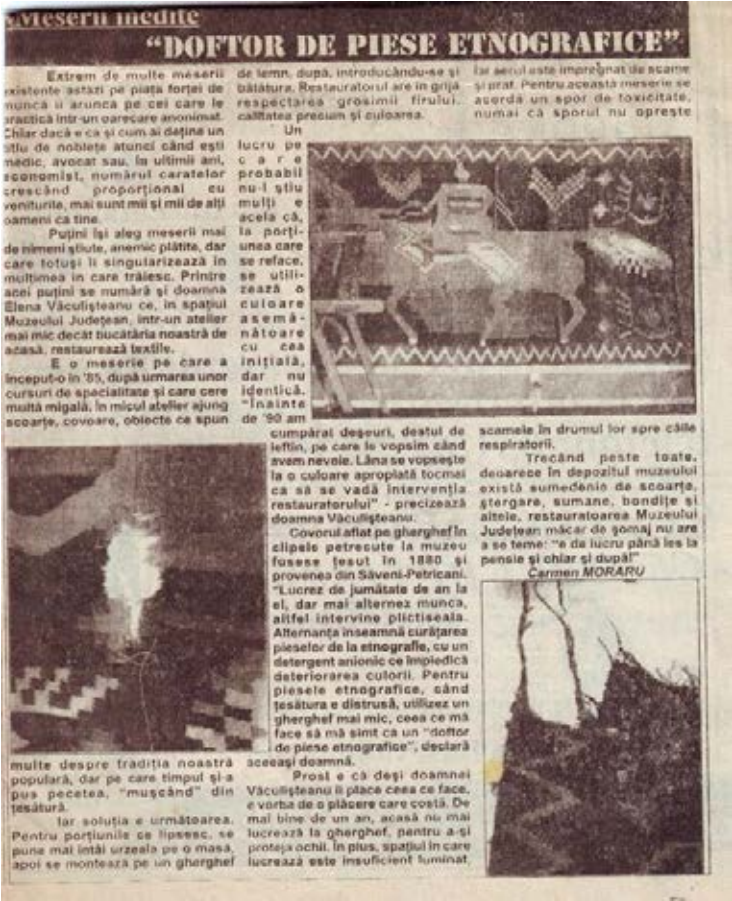 Meserii inedite
“DOFTOR DE PIESE ETNOGRAFICE”
Extrem de multe meserii
existente astăzi pe piața forței de
muncă îi aruncă pe cei care le
practică într-un oarecare anonimat.
Chiar dacă e ca și cum ai deține un
titlu de noblețe atunci când ești
medic, avocat sau, în ultimii ani,
economist, numărul caratelor
crescând proporțional cu
veniturile, mai sunt mii și mii de alți
oameni ca tine.
Puțini își aleg meserii mai
de nimeni știute, anemic plătite, dar
care totuși îi singularizează în
mulțimea în care trăiesc. Printre
acei puțini se numără și doamna
Elena Văculișteanu ce, în spațiul
Muzeului Județean, într-un atelier
mai mic decât bucătăria noastră de
acasă, restaurează textile.
E o meserie pe care a
început-o în '85, după urmarea unor
cursuri de specialitate și care cere
multă migală. În micul atelier ajung
scoarțe, covoare, obiecte ce spun
multe despre tradiția noastră
populară, dar pe care timpul și-a
pus pecetea, "mușcând" din
țesătură.
Iar soluția e următoarea.
Pentru porțiunile ce lipsesc, se
pune mai întâi urzeala pe o masă,
apoi se montează pe un gherghef
de lemn, după, introducându-se și
bătătura. Restauratorul are în grijă
respectarea grosimii firului,
calitatea precum și culoarea.
Un
lucru pe
care
probabil
nu-l știu
mulți e
acela că,
la porți-
unea care
se reface,
se utili-
zează o
culoare
asemă-
nătoare
cu cea
inițială,
dar nu
identică.
"Înainte
de '90 am
cumpărat deșeuri, destul de
ieftin, pe care le vopsim când
avem nevoie. Lâna se vopsește
la o culoare apropiată tocmai
ca să se vadă intervenția
restauratorului" - precizează
doamna Văculișteanu.
Covorul aflat pe gherghef în
clipele petrecute la muzeu
fusese țesut în 1880 și
provenea din Săveni-Petricani.
"Lucrez de jumătate de an la
el, dar mai alternez munca,
altfel intervine plictiseala.
Alternanța înseamnă curățarea
pieselor de la etnografie, cu un
detergent anionic ce împiedică
deteriorarea culorii. Pentru
piesele etnografice, când
țesătura e distrusă, utilizez un
gherghef mai mic, ceea ce mă
face să mă simt ca un "doftor
de piese etnografice", declară
aceeași doamnă.
Prost e că deși doamnei
Văculișteanu îi place ceea ce face,
e vorba de o plăcere care costă. De
mai bine de un an, acasă nu mai
lucrează la gherghef, pentru a-și
proteja ochii. În plus, spațiul în care
lucrează este insuficient luminat,
iar aerul este impregnat de scame
și praf. Pentru această meserie se
acordă un spor de toxicitate,
numai că sporul nu oprește
scamele în drumul lor spre căile
respiratorii.
Trecând peste toate,
deoarece în depozitul muzeului
există sumedenie de scoarțe,
ștergare, sumane, bondițe și
altele, restauratoarea Muzeului
Județean măcar de șomaj nu are
a se teme: "e de lucru până ies la
pensie și chiar și după!"
Carmen MORARU